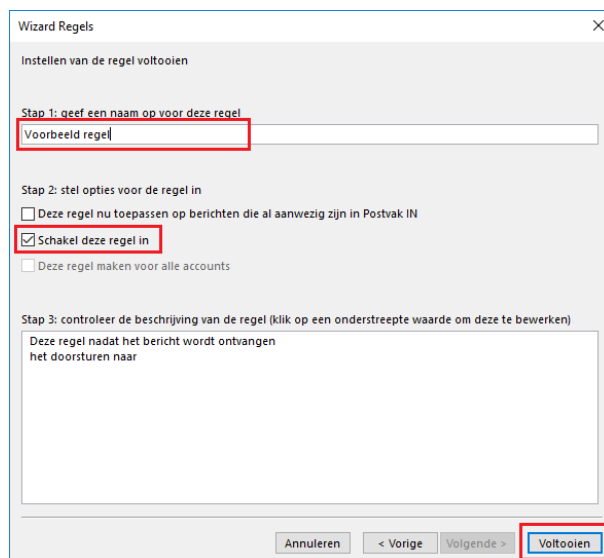 Wizard Regels
Instellen van de regel voltooien
Stap 1: geef een naam op voor deze regel
Voorbeeld regel
Stap 2: stel opties voor de regel in
Deze regel nu toepassen op berichten die al aanwezig zijn in Postvak IN
Schakel deze regel in
Deze regel maken voor alle accounts
Stap 3: controleer de beschrijving van de regel (klik op een onderstreepte waarde om deze te bewerken)
Deze regel nadat het bericht wordt ontvangen
het doorsturen naar
Annuleren < Vorige Volgende > Voltooien